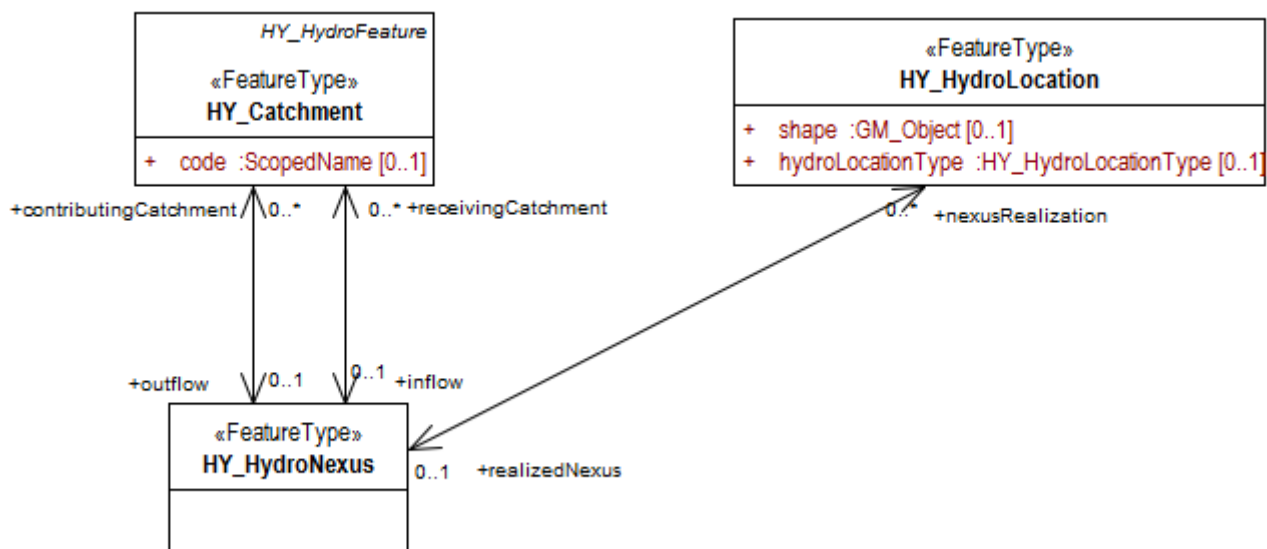 HY_HydroFeature
«FeatureType»
HY_Catchment
+ code :ScopedName [0..1]
«FeatureType»
HY_HydroLocation
+ shape :GM_Object [0..1]
+ hydroLocationType :HY_HydroLocationType [0..1]
+contributingCatchment
0..*
0..*
+receivingCatchment
0..*
+nexusRealization
+outflow
0..1
0..1
+inflow
«FeatureType»
HY_HydroNexus
0..1
+realizedNexus